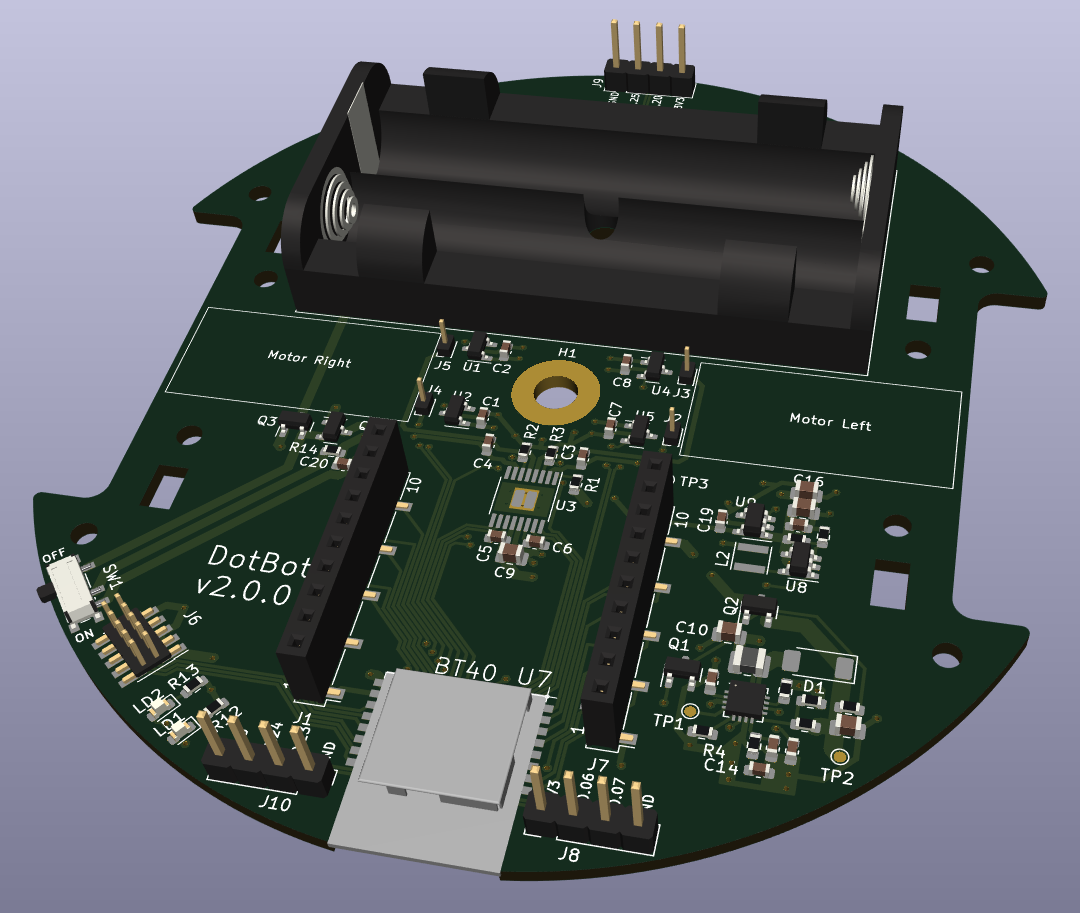 J9
Motor Right
J5
U1
C2
H1
C8
U4
J3
Motor Left
J4
U2
C1
C7
U5
Q3
R14
C20
C4
R2
R3
C3
R1
U3
10
TP3
10
C16
C19
L2
U8
C5
C6
C9
DotBot
v2.0.0
OFF
SW1
ON
J6
Q2
C10
Q1
D1
BT40 U7
R13
LD2
LD1
J1
1
J7
TP1
R4
C14
TP2
J10
J8